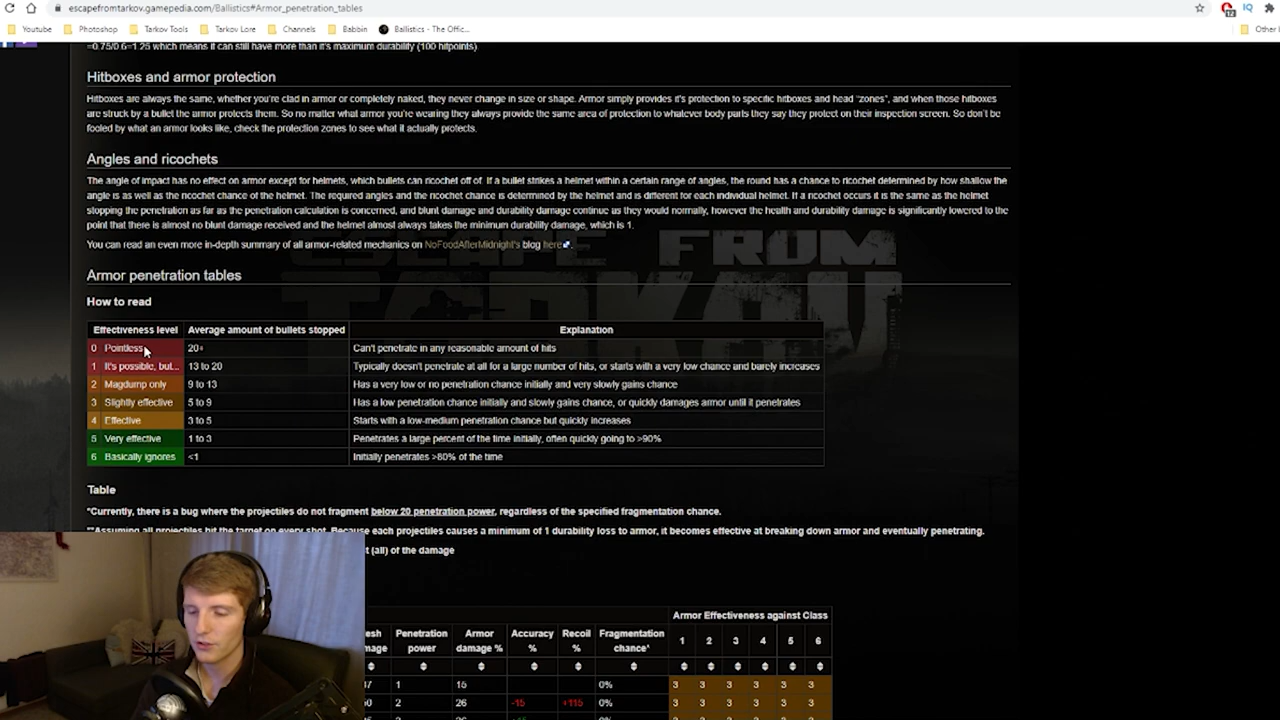 escapefromtarkov.gamepedia.com/Ballistics#Armor_penetration_tables
Youtube Photoshop Tarkov Tools Tarkov Lore Channels Babbin Ballistics - The Offic... Other
=0.75/0.6=1.25 which means it can still have more than it's maximum durability (100 hitpoints).
Hitboxes and armor protection
Hitboxes are always the same, whether you're clad in armor or completely naked, they never change in size or shape. Armor simply provides it's protection to specific hitboxes and head "zones", and when those hitboxes
are struck by a bullet the armor protects them. So no matter what armor you're wearing they always provide the same area of protection to whatever body parts they say they protect on their inspection screen. So don't be
fooled by what an armor looks like, check the protection zones to see what it actually protects.
Angles and ricochets
The angle of impact has no effect on armor except for helmets, which bullets can ricochet off of. If a bullet strikes a helmet within a certain range of angles, the round has a chance to ricochet determined by how shallow the
angle is as well as the ricochet chance of the helmet. The required angles and the ricochet chance is determined by the helmet and is different for each individual helmet. If a ricochet occurs it is the same as the helmet
stopping the penetration as far as the penetration calculation is concerned, and blunt damage and durability damage continue as they would normally, however the health and durability damage is significantly lowered to the
point that there is almost no blunt damage received and the helmet almost always takes the minimum durability damage, which is 1.
You can read an even more in-depth summary of all armor-related mechanics on NoFoodAfterMidnight's blog here.
ESCAPE FROM
TARKOV
Armor penetration tables
How to read
Effectiveness level Average amount of bullets stopped Explanation
0 Pointless 20+ Can't penetrate in any reasonable amount of hits
1 It's possible, but... 13 to 20 Typically doesn't penetrate at all for a large number of hits, or starts with a very low chance and barely increases
2 Magdump only 9 to 13 Has a very low or no penetration chance initially and very slowly gains chance
3 Slightly effective 5 to 9 Has a low penetration chance initially and slowly gains chance, or quickly damages armor until it penetrates
4 Effective 3 to 5 Starts with a low-medium penetration chance but quickly increases
5 Very effective 1 to 3 Penetrates a large percent of the time initially, often quickly going to >90%
6 Basically ignores <1 Initially penetrates >80% of the time
Table
*Currently, there is a bug where the projectiles do not fragment below 20 penetration power, regardless of the specified fragmentation chance.
**Assuming all projectiles hit the target on every shot. Because each projectiles causes a minimum of 1 durability loss to armor, it becomes effective at breaking down armor and eventually penetrating.
(all) of the damage
Armor Effectiveness against Class
Penetration power Armor damage % Accuracy % Recoil % Fragmentation chance* 1 2 3 4 5 6
1 15 0% 3 3 3 3 3 3
2 26 -15 +115 0% 3 3 3 3 3 3